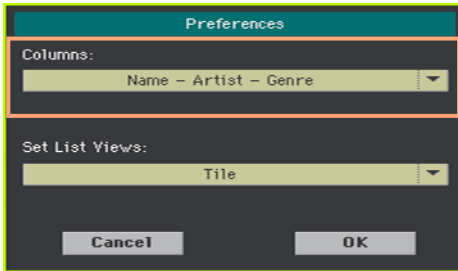 Preferences
Columns:
Name - Artist - Genre
Set List Views:
Tile
Cancel OK